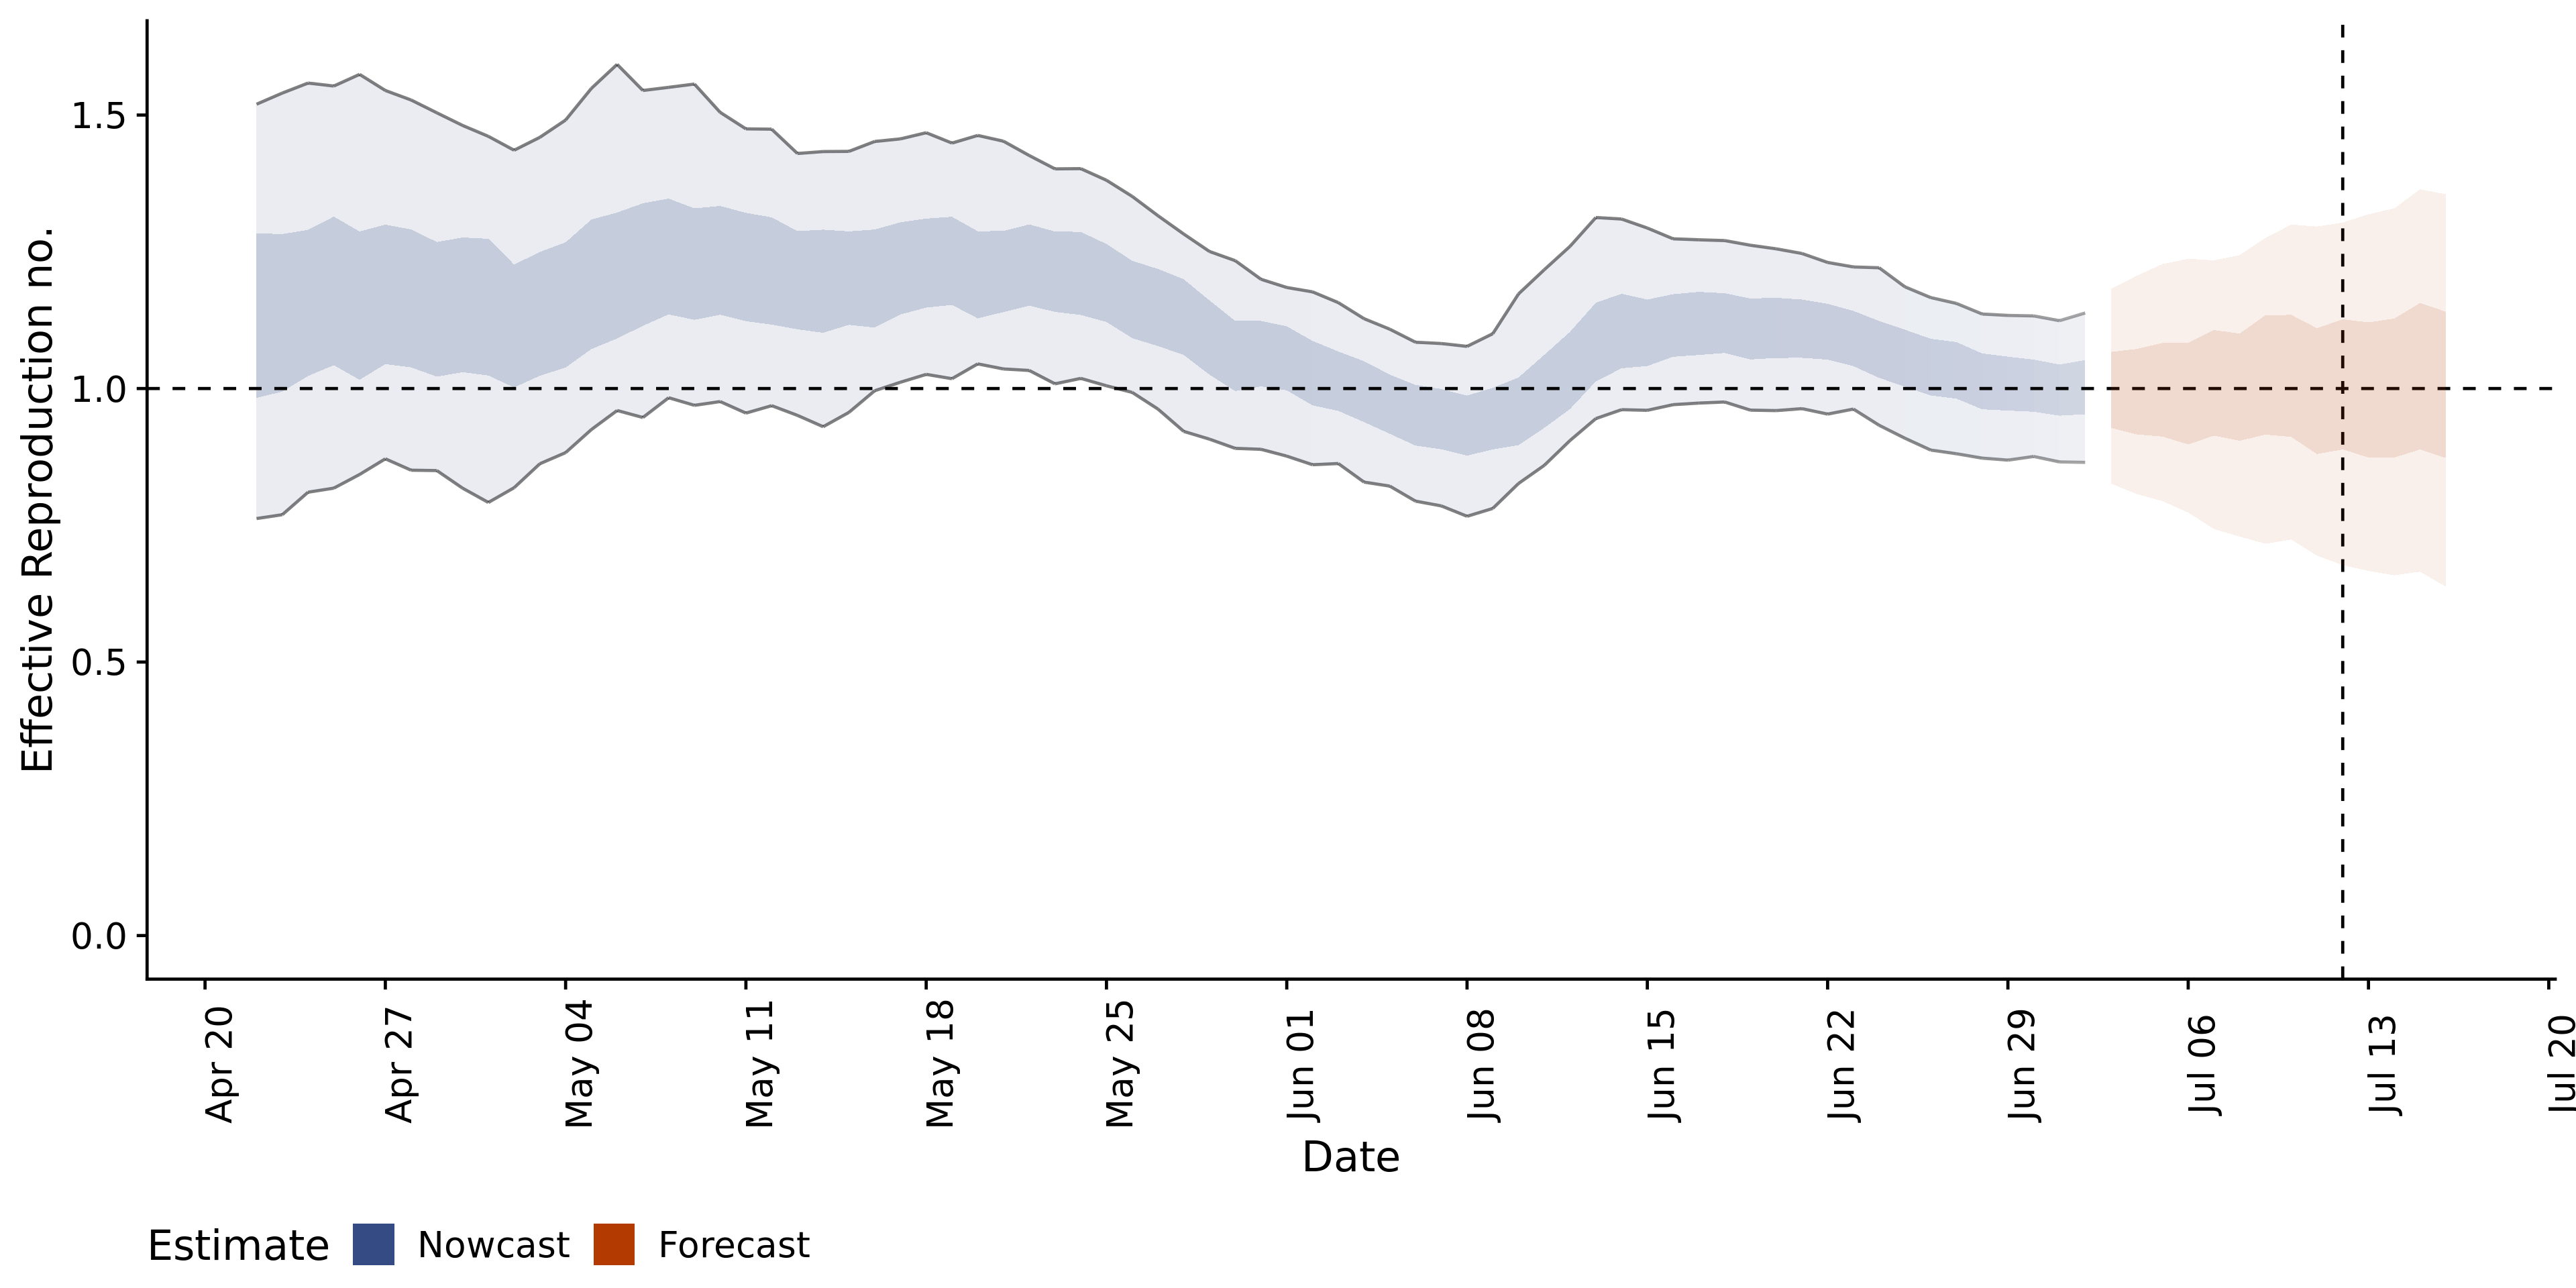 Effective Reproduction no.
1.5
1.0
0.5
0.0
Apr 20
Apr 27
May 04
May 11
May 18
May 25
Jun 01
Jun 08
Jun 15
Jun 22
Jun 29
Jul 06
Jul 13
Jul 20
Date
Estimate Nowcast Forecast